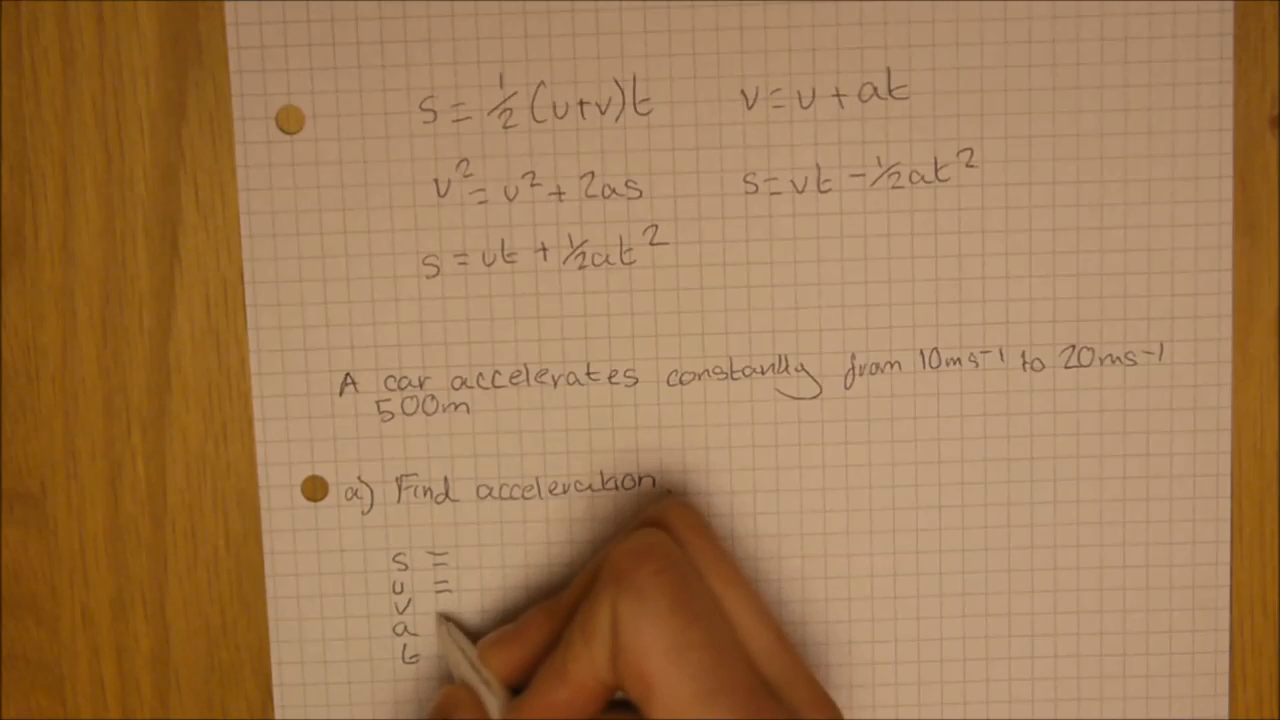 s = ½ (u+v)t v = u + at
v² = u² + 2as s = vt - ½at²
s = ut + ½at²
A car accelerates constantly from 10ms⁻¹ to 20ms⁻¹
500m
a) Find acceleration.
s =
u =
v
a
t